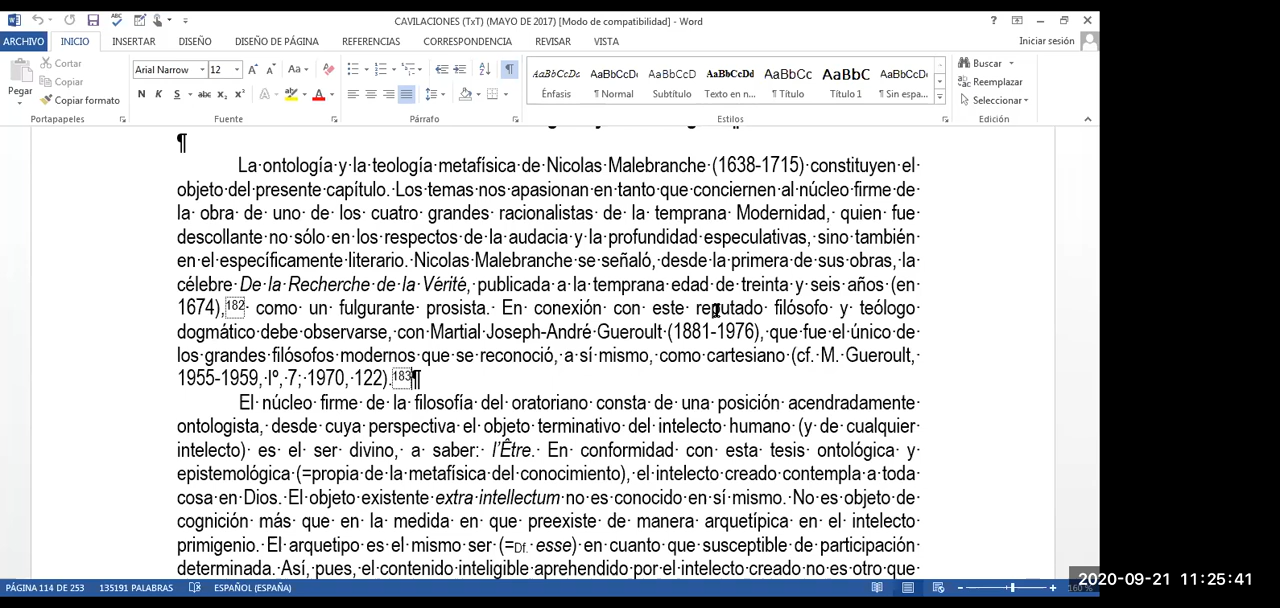 CAVILACIONES (TxT) (MAYO DE 2017) [Modo de compatibilidad] - Word
ARCHIVO INICIO INSERTAR DISEÑO DISEÑO DE PÁGINA REFERENCIAS CORRESPONDENCIA REVISAR VISTA Iniciar sesión
Pegar Cortar
Copiar
Copiar formato
Portapapeles
Arial Narrow 12
N K S abc x₂ x²
Fuente
Párrafo
AaBbCcDc AaBbCcDc AaBbCcD AaBbCcDd AaBbCc AaBbC AaBbCcDc
Énfasis ¶ Normal Subtítulo Texto en n... ¶ Título Título 1 ¶ Sin espa...
Estilos
Buscar
Reemplazar
Seleccionar
Edición
¶
La ontología y la teología metafísica de Nicolas Malebranche (1638-1715) constituyen el
objeto del presente capítulo. Los temas nos apasionan en tanto que conciernen al núcleo firme de
la obra de uno de los cuatro grandes racionalistas de la temprana Modernidad, quien fue
descollante no sólo en los respectos de la audacia y la profundidad especulativas, sino también
en el específicamente literario. Nicolas Malebranche se señaló, desde la primera de sus obras, la
célebre De la Recherche de la Vérité, publicada a la temprana edad de treinta y seis años (en
1674),182 como un fulgurante prosista. En conexión con este reputado filósofo y teólogo
dogmático debe observarse, con Martial Joseph-André Gueroult (1881-1976), que fue el único de
los grandes filósofos modernos que se reconoció, a sí mismo, como cartesiano (cf. M. Gueroult,
1955-1959, Iº, 7; 1970, 122).183¶
El núcleo firme de la filosofía del oratoriano consta de una posición acendradamente
ontologista, desde cuya perspectiva el objeto terminativo del intelecto humano (y de cualquier
intelecto) es el ser divino, a saber: l'Être. En conformidad con esta tesis ontológica y
epistemológica (=propia de la metafísica del conocimiento), el intelecto creado contempla a toda
cosa en Dios. El objeto existente extra intellectum no es conocido en sí mismo. No es objeto de
cognición más que en la medida en que preexiste de manera arquetípica en el intelecto
primigenio. El arquetipo es el mismo ser (=Df. esse) en cuanto que susceptible de participación
determinada. Así, pues, el contenido inteligible aprehendido por el intelecto creado no es otro que
PÁGINA 114 DE 253 135191 PALABRAS ESPAÑOL (ESPAÑA) 160 %
2020-09-21 11:25:41